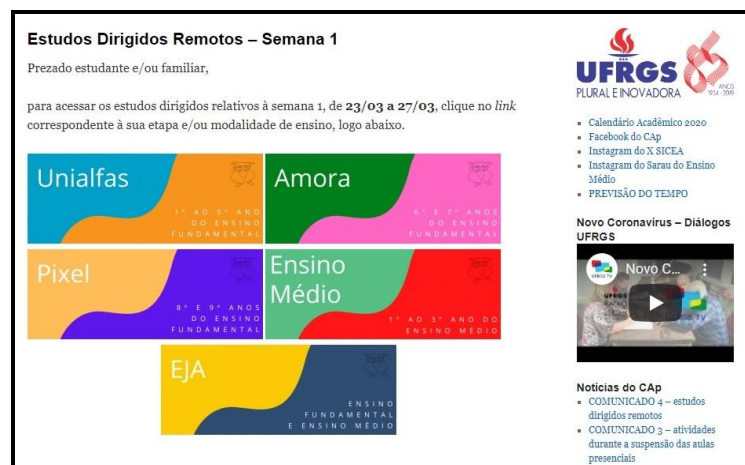 Estudos Dirigidos Remotos – Semana 1
Prezado estudante e/ou familiar,
para acessar os estudos dirigidos relativos à semana 1, de 23/03 a 27/03, clique no link
correspondente à sua etapa e/ou modalidade de ensino, logo abaixo.
Unialfas
1º AO 5º ANO
DO ENSINO
FUNDAMENTAL
Amora
6º E 7º ANOS
DO ENSINO
FUNDAMENTAL
Pixel
8º E 9º ANOS
DO ENSINO
FUNDAMENTAL
Ensino
Médio
1º AO 3º ANO DO
ENSINO MÉDIO
EJA
ENSINO
FUNDAMENTAL
E ENSINO MÉDIO
UFRGS
PLURAL E INOVADORA
ANOS
1934 - 2019
Calendário Acadêmico 2020
Facebook do CAp
Instagram do X SICEA
Instagram do Sarau do Ensino
Médio
PREVISÃO DO TEMPO
Novo Coronavírus – Diálogos
UFRGS
Novo C...
UFRGS TV
Notícias do CAp
COMUNICADO 4 – estudos
dirigidos remotos
COMUNICADO 3 – atividades
durante a suspensão das aulas
presenciais